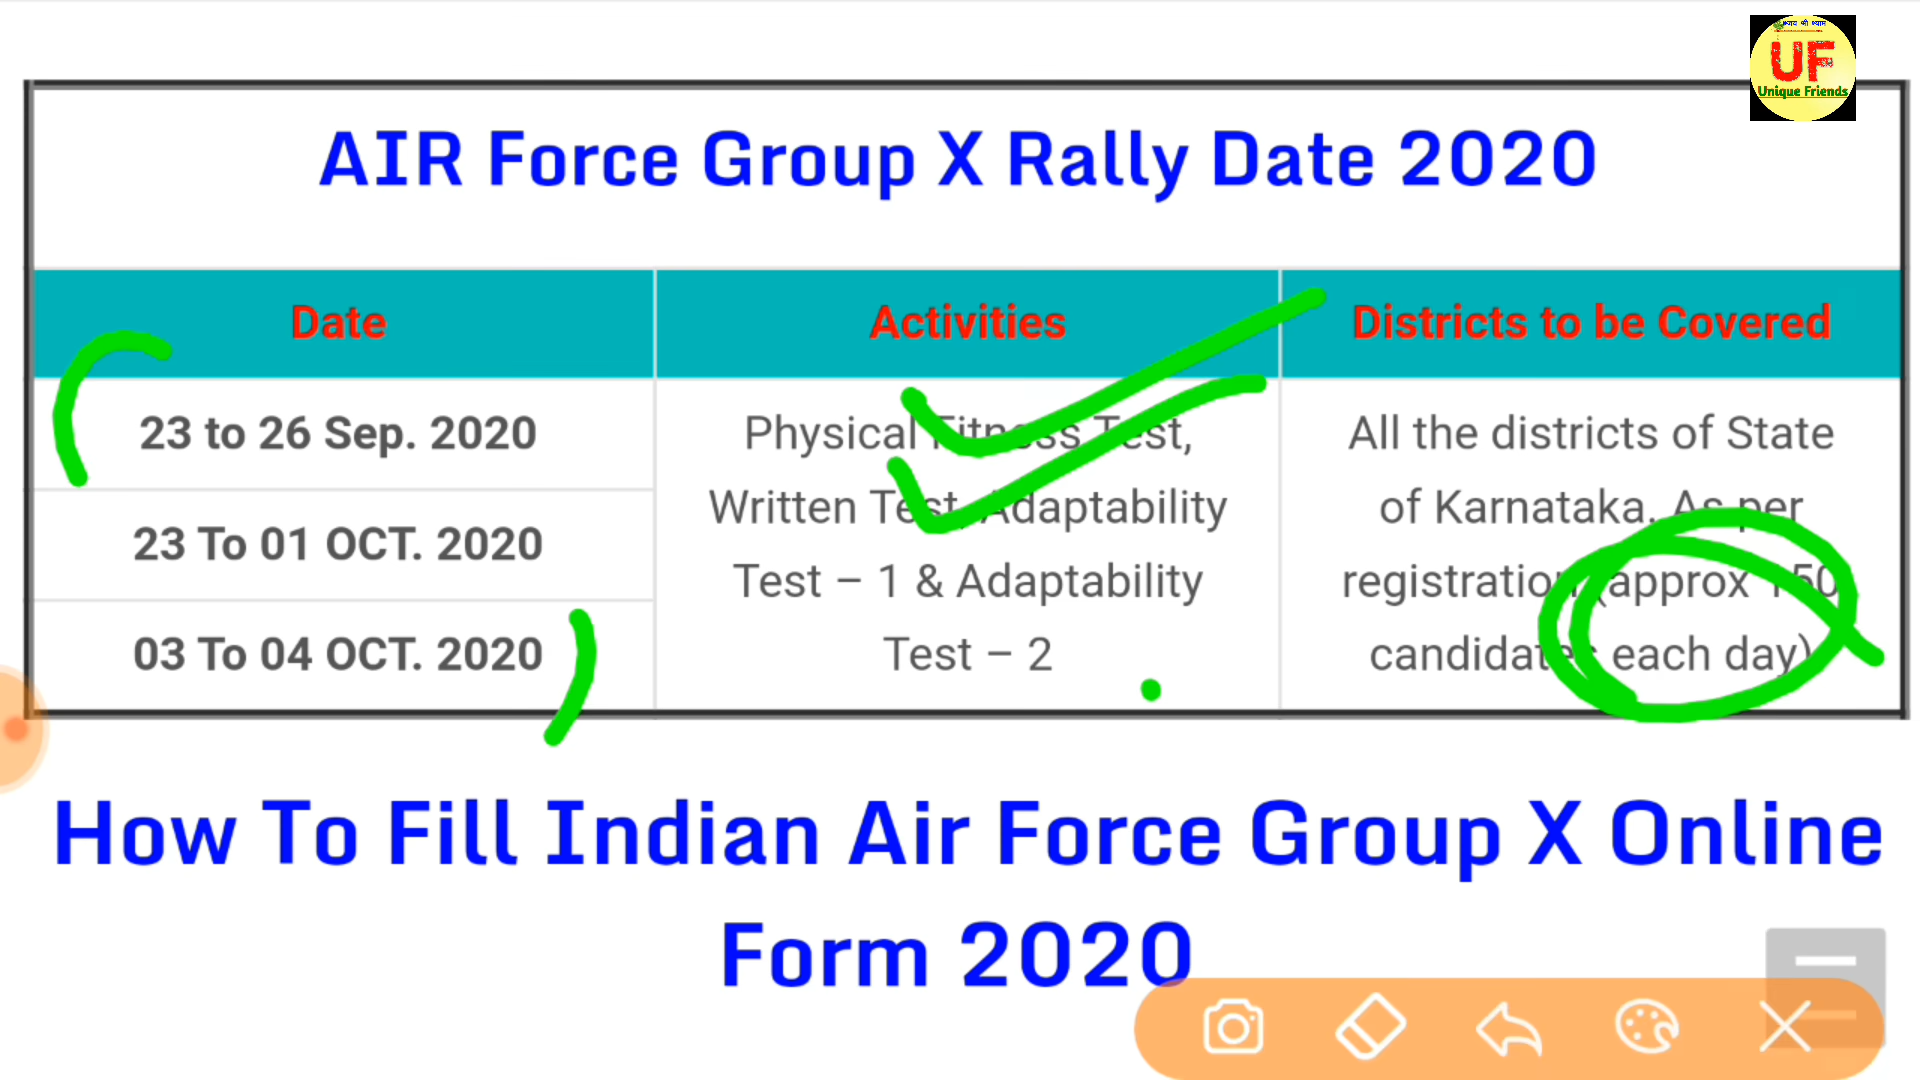 UF
Unique Friends
AIR Force Group X Rally Date 2020
Date
Activities
Districts to be Covered
23 to 26 Sep. 2020
23 To 01 OCT. 2020
03 To 04 OCT. 2020
Physical Fitness Test,
Written Test, Adaptability
Test – 1 & Adaptability
Test – 2
All the districts of State
of Karnataka. As per
registration (approx 150
candidates each day)
How To Fill Indian Air Force Group X Online
Form 2020